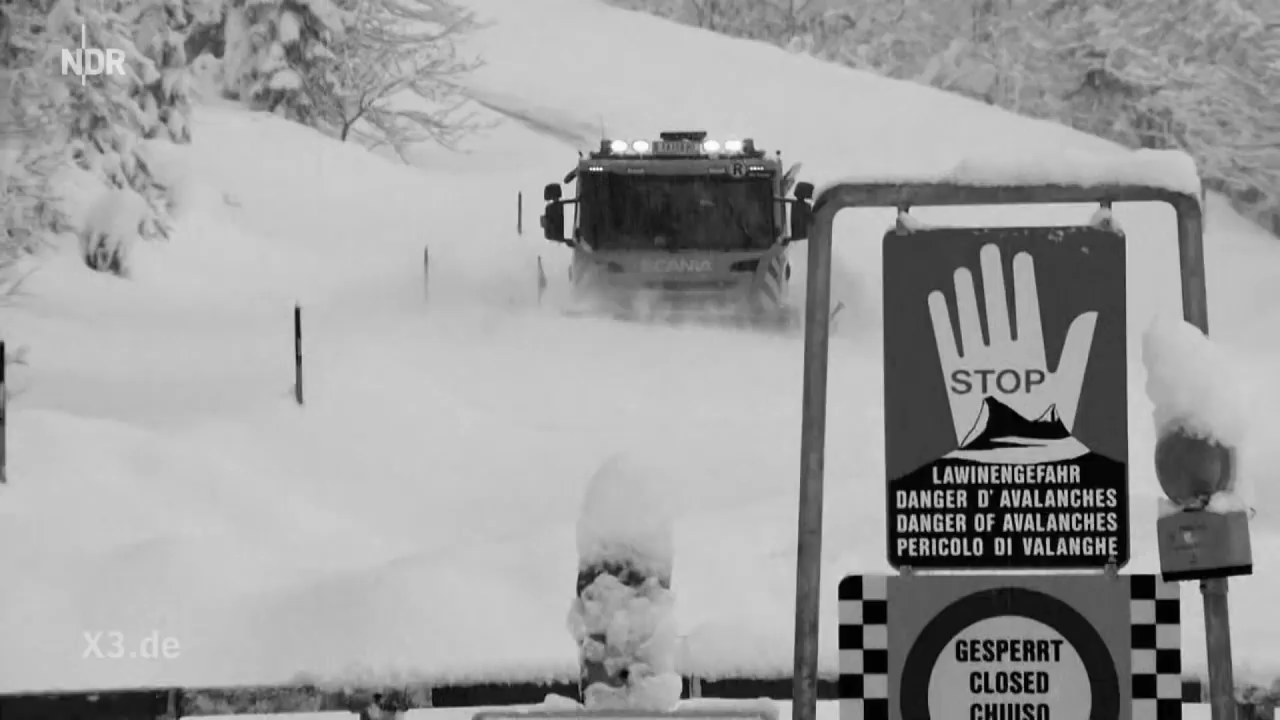 NDR
R
SCANIA
STOP
LAWINENGEFAHR
DANGER D' AVALANCHES
DANGER OF AVALANCHES
PERICOLO DI VALANGHE
X3.de
GESPERRT
CLOSED
CHIUSO